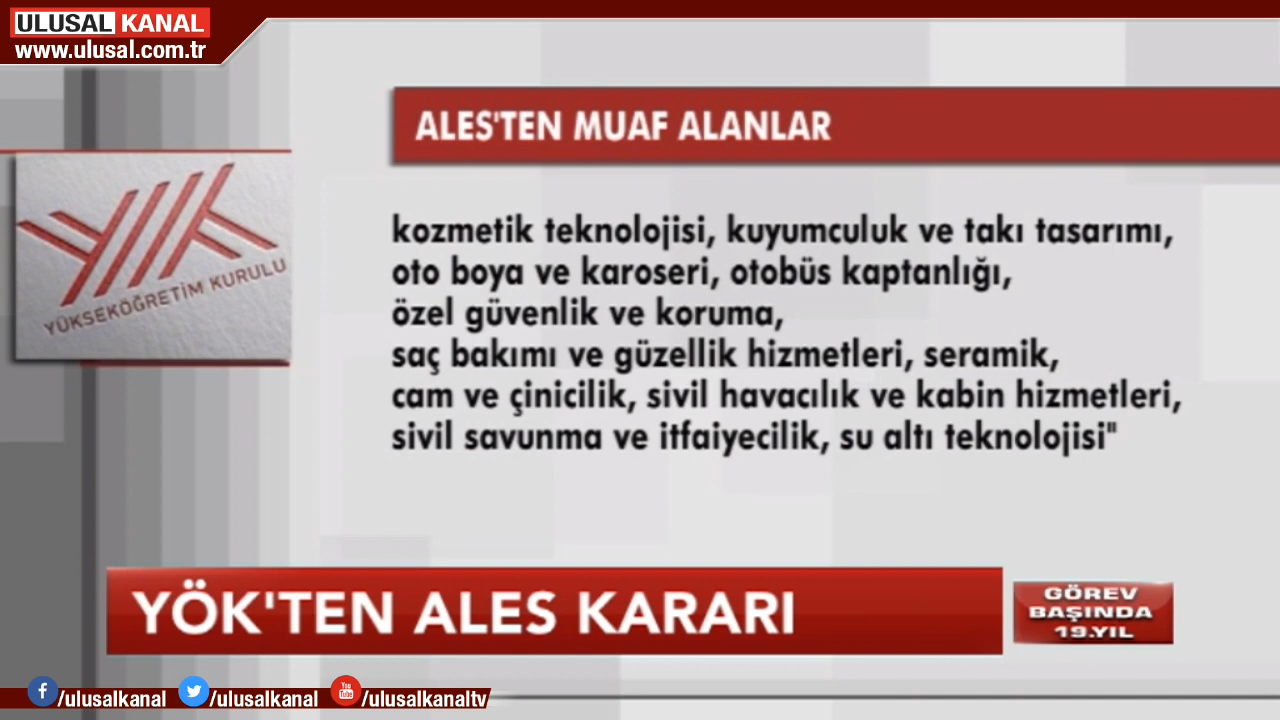 ULUSAL KANAL
www.ulusal.com.tr
ALES'TEN MUAF ALANLAR
YÜKSEKÖĞRETİM KURULU
kozmetik teknolojisi, kuyumculuk ve takı tasarımı,
oto boya ve karoseri, otobüs kaptanlığı,
özel güvenlik ve koruma,
saç bakımı ve güzellik hizmetleri, seramik,
cam ve çinicilik, sivil havacılık ve kabin hizmetleri,
sivil savunma ve itfaiyecilik, su altı teknolojisi"
YÖK'TEN ALES KARARI
GÖREV
BAŞINDA
19.YIL
/ulusalkanal /ulusalkanal You Tube /ulusalkanaltv